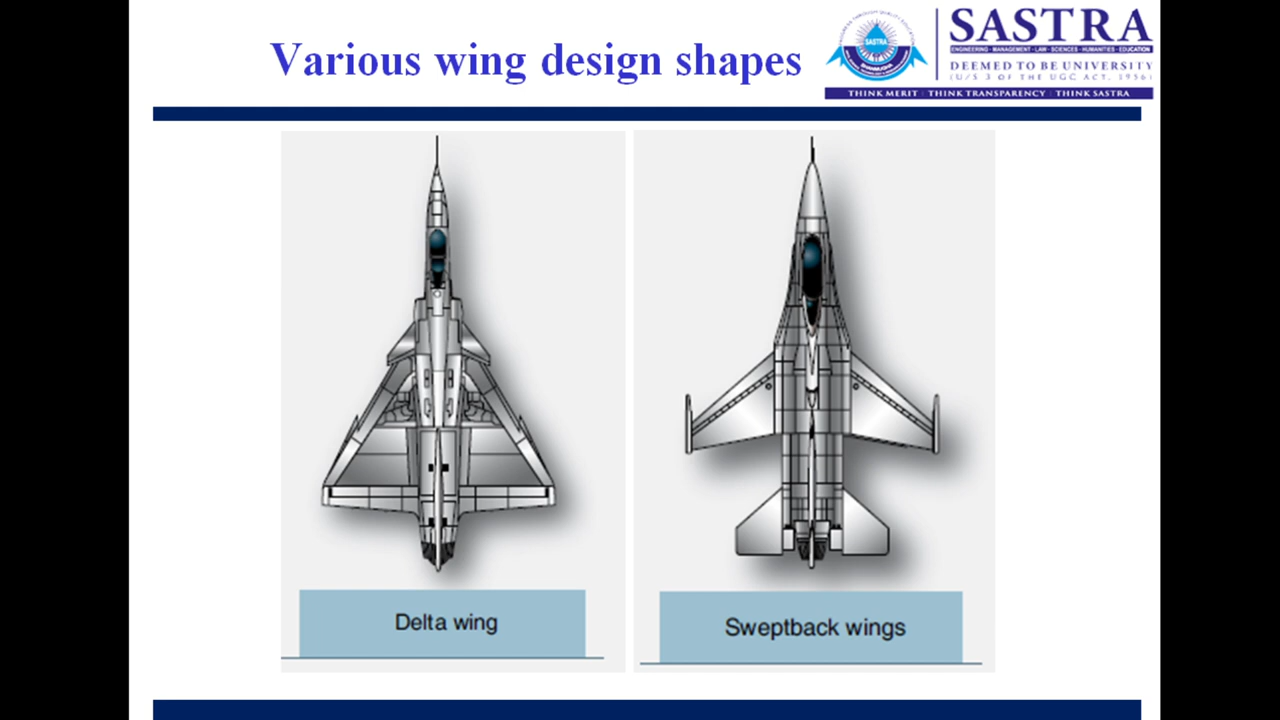 Various wing design shapes
SASTRA
ENGINEERING · MANAGEMENT · LAW · SCIENCES · HUMANITIES · EDUCATION
DEEMED TO BE UNIVERSITY
(U/S 3 OF THE UGC ACT, 1956)
THINK MERIT | THINK TRANSPARENCY | THINK SASTRA
SASTRA
Delta wing
Sweptback wings